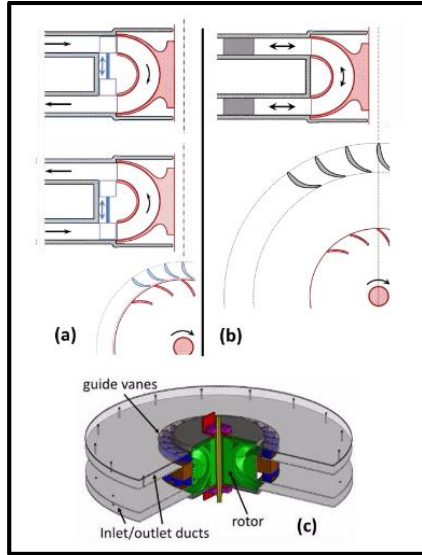 (a)
(b)
guide vanes
Inlet/outlet ducts
rotor
(c)